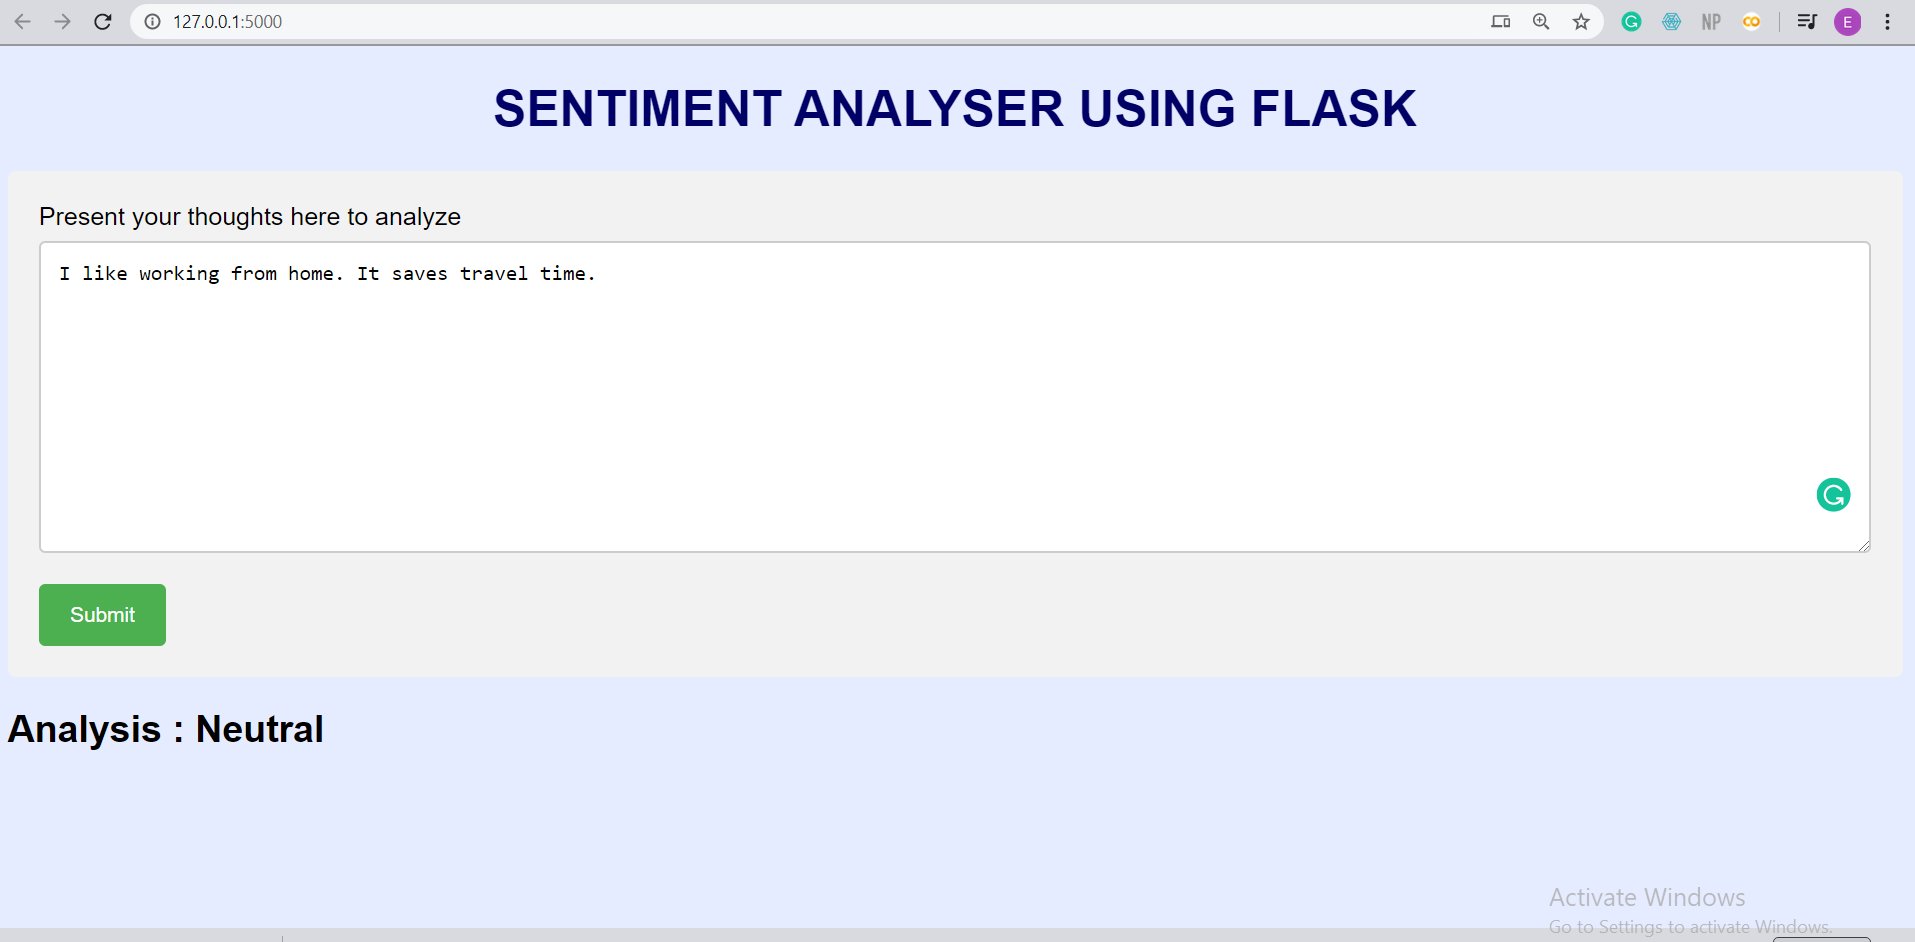 127.0.0.1:5000
NP
E
SENTIMENT ANALYSER USING FLASK
Present your thoughts here to analyze
I like working from home. It saves travel time.
Submit
Analysis : Neutral
Activate Windows
Go to Settings to activate Windows.